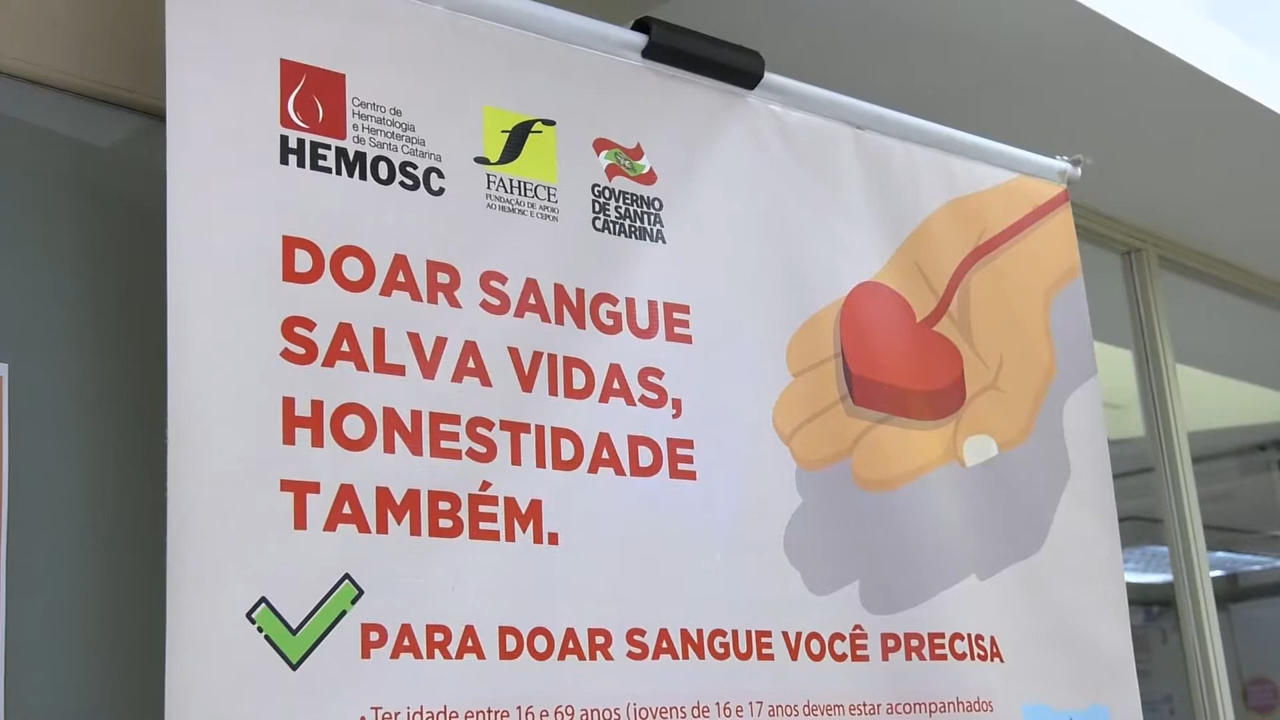 Centro de
Hematologia
e Hemoterapia
de Santa Catarina
HEMOSC
FAHECE
FUNDAÇÃO DE APOIO
AO HEMOSC E CEPON
GOVERNO
DE SANTA
CATARINA
DOAR SANGUE
SALVA VIDAS,
HONESTIDADE
TAMBÉM.
PARA DOAR SANGUE VOCÊ PRECISA
• Ter idade entre 16 e 69 anos (jovens de 16 e 17 anos devem estar acompanhados